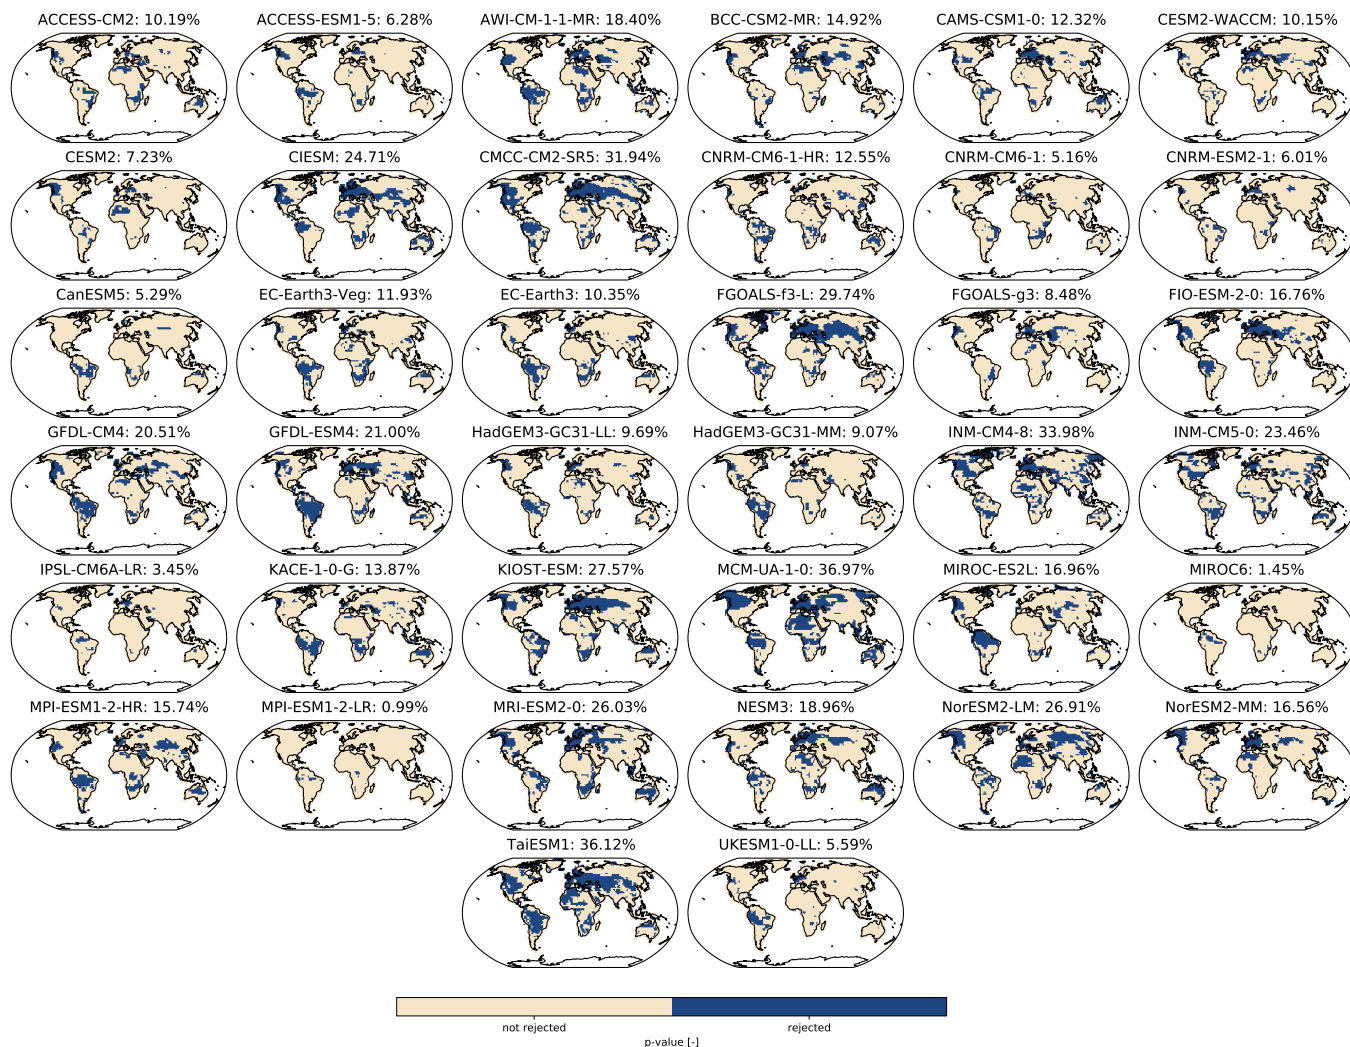 ACCESS-CM2: 10.19%
ACCESS-ESM1-5: 6.28%
AWI-CM-1-1-MR: 18.40%
BCC-CSM2-MR: 14.92%
CAMS-CSM1-0: 12.32%
CESM2-WACCM: 10.15%
CESM2: 7.23%
CIESM: 24.71%
CMCC-CM2-SR5: 31.94%
CNRM-CM6-1-HR: 12.55%
CNRM-CM6-1: 5.16%
CNRM-ESM2-1: 6.01%
CanESM5: 5.29%
EC-Earth3-Veg: 11.93%
EC-Earth3: 10.35%
FGOALS-f3-L: 29.74%
FGOALS-g3: 8.48%
FIO-ESM-2-0: 16.76%
GFDL-CM4: 20.51%
GFDL-ESM4: 21.00%
HadGEM3-GC31-LL: 9.69%
HadGEM3-GC31-MM: 9.07%
INM-CM4-8: 33.98%
INM-CM5-0: 23.46%
IPSL-CM6A-LR: 3.45%
KACE-1-0-G: 13.87%
KIOST-ESM: 27.57%
MCM-UA-1-0: 36.97%
MIROC-ES2L: 16.96%
MIROC6: 1.45%
MPI-ESM1-2-HR: 15.74%
MPI-ESM1-2-LR: 0.99%
MRI-ESM2-0: 26.03%
NESM3: 18.96%
NorESM2-LM: 26.91%
NorESM2-MM: 16.56%
TaiESM1: 36.12%
UKESM1-0-LL: 5.59%
not rejected
rejected
p-value [-]